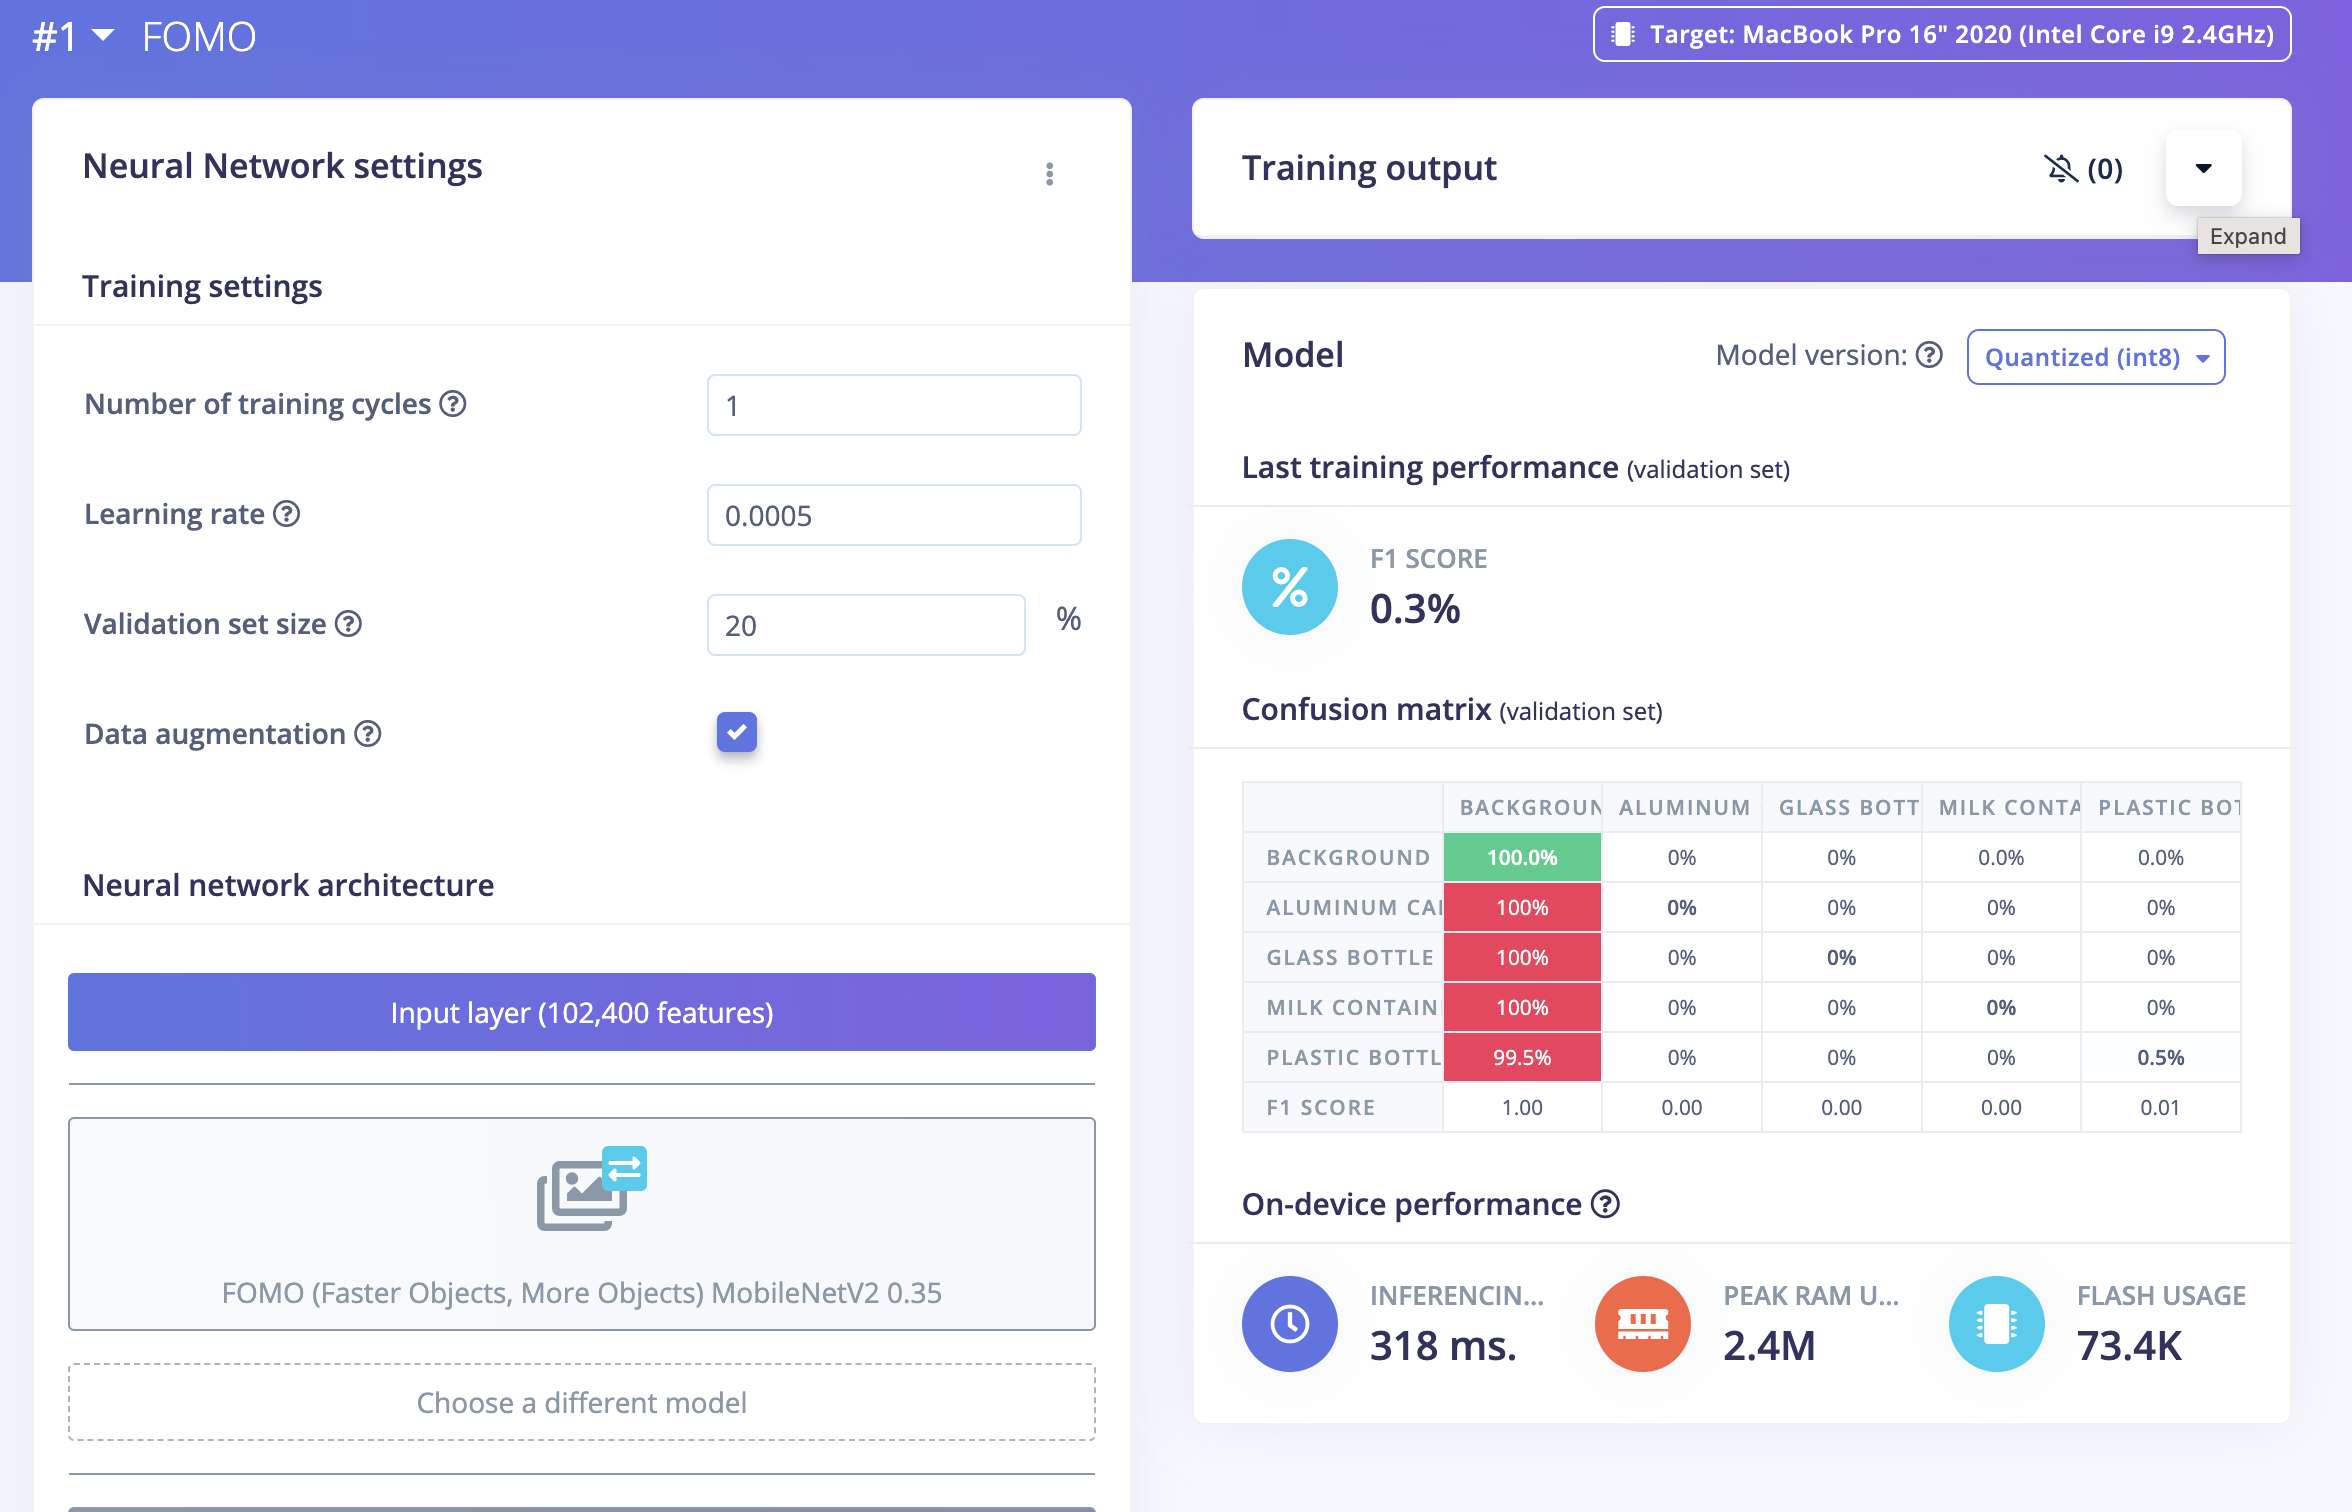 #1 FOMO
Target: MacBook Pro 16" 2020 (Intel Core i9 2.4GHz)
Neural Network settings
Training settings
Number of training cycles
1
Learning rate
0.0005
Validation set size
20 %
Data augmentation
Neural network architecture
Input layer (102,400 features)
FOMO (Faster Objects, More Objects) MobileNetV2 0.35
Choose a different model
Training output
(0)
Expand
Model
Model version: Quantized (int8)
Last training performance (validation set)
% F1 SCORE
0.3%
Confusion matrix (validation set)
BACKGROUN ALUMINUM GLASS BOTT MILK CONTA PLASTIC BOT
BACKGROUND 100.0% 0% 0% 0.0% 0.0%
ALUMINUM CAI 100% 0% 0% 0% 0%
GLASS BOTTLE 100% 0% 0% 0% 0%
MILK CONTAIN 100% 0% 0% 0% 0%
PLASTIC BOTTL 99.5% 0% 0% 0% 0.5%
F1 SCORE 1.00 0.00 0.00 0.00 0.01
On-device performance
INFERENCIN...
318 ms.
PEAK RAM U...
2.4M
FLASH USAGE
73.4K